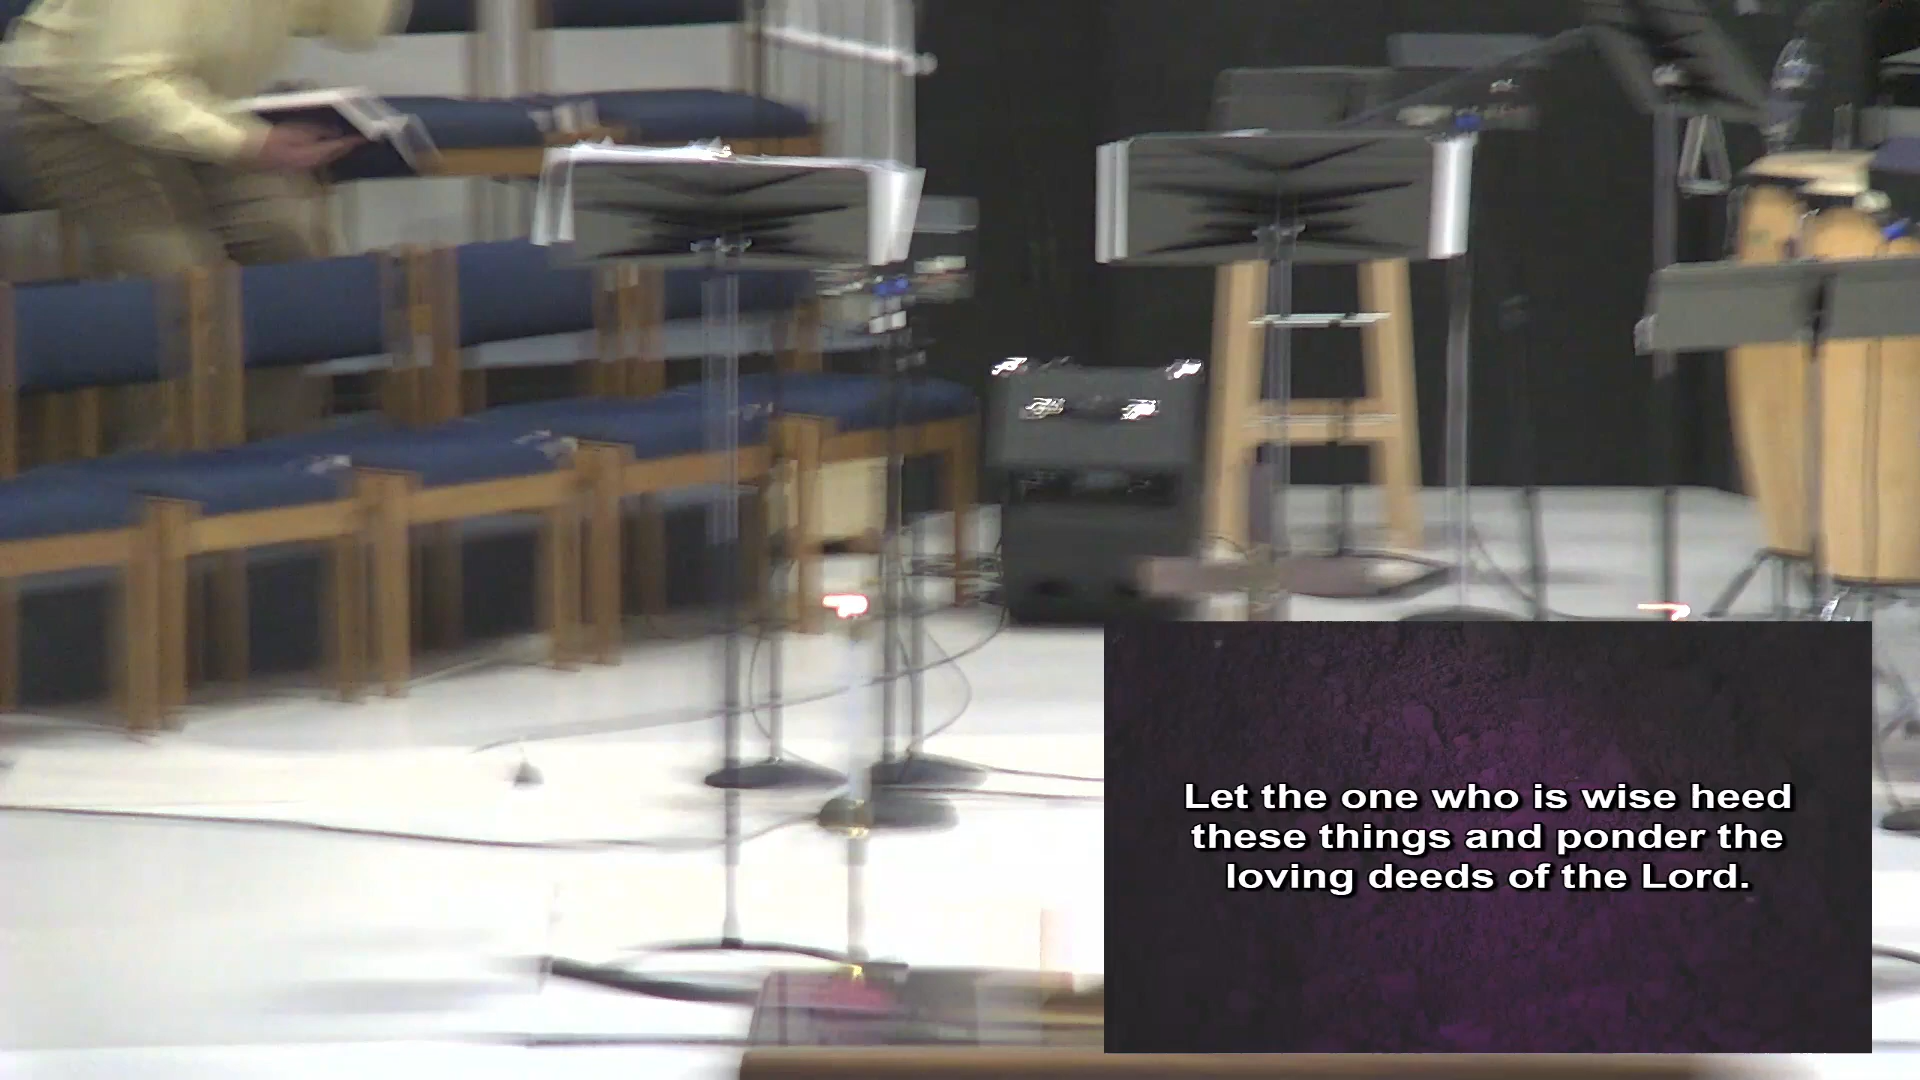 Let the one who is wise heed
these things and ponder the
loving deeds of the Lord.